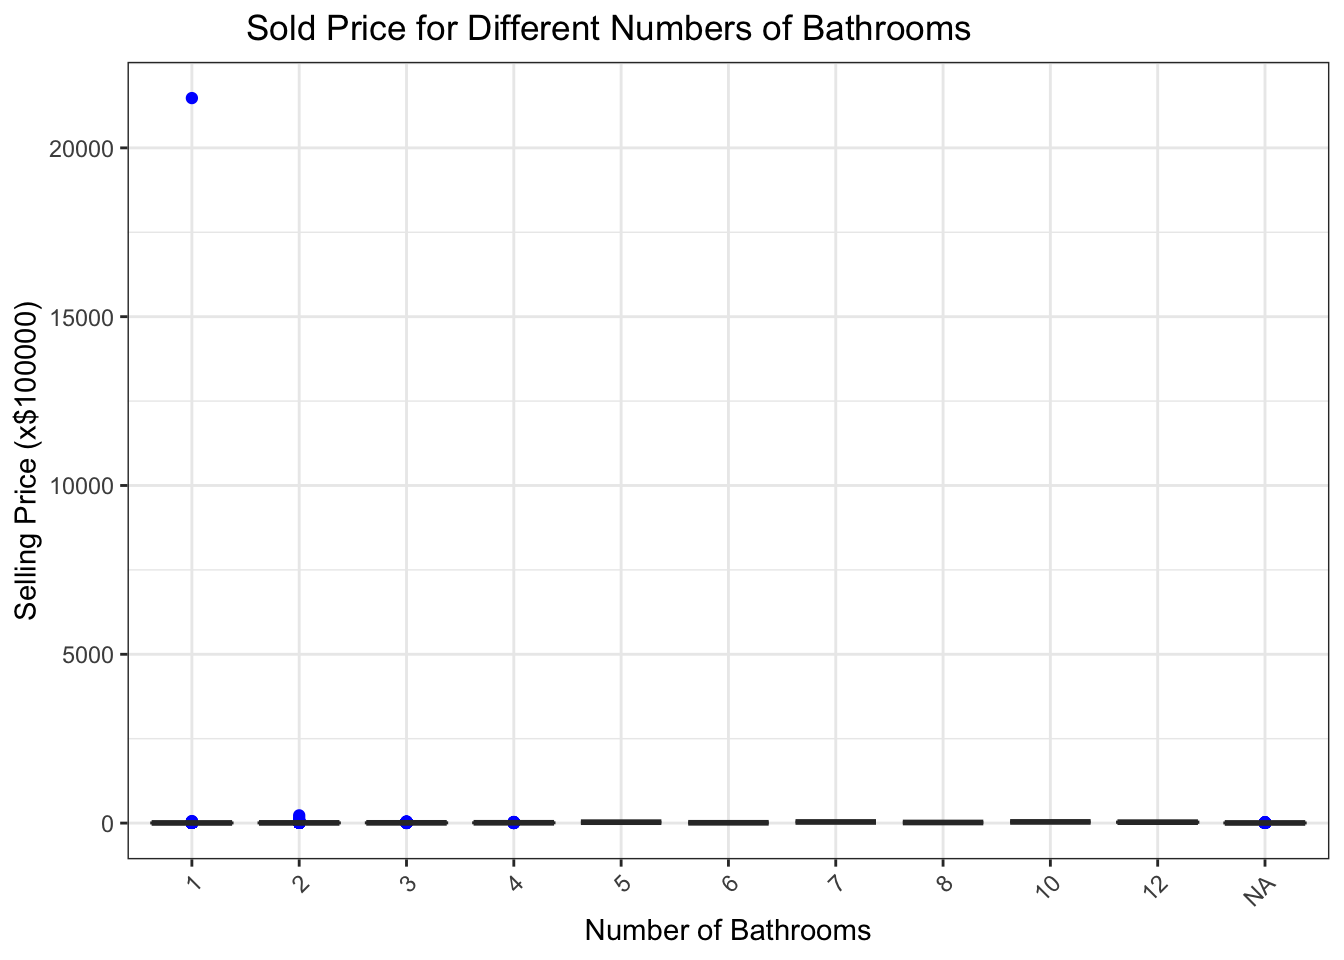 Sold Price for Different Numbers of Bathrooms
20000
15000
10000
5000
0
Selling Price (x$100000)
1 2 3 4 5 6 7 8 10 12 NA
Number of Bathrooms